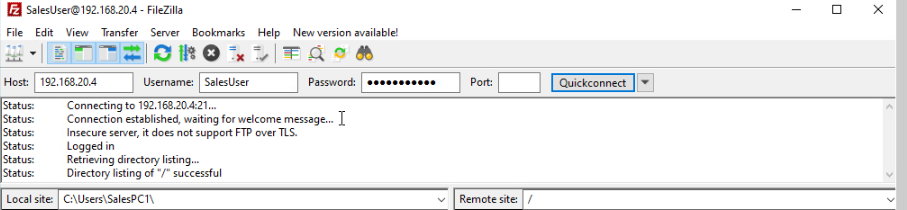 SalesUser@192.168.20.4 - FileZilla
File Edit View Transfer Server Bookmarks Help New version available!
Host: 192.168.20.4 Username: SalesUser Password: ●●●●●●●●●●● Port: Quickconnect
Status: Connecting to 192.168.20.4:21...
Status: Connection established, waiting for welcome message...
Status: Insecure server, it does not support FTP over TLS.
Status: Logged in
Status: Retrieving directory listing...
Status: Directory listing of "/" successful
Local site: C:\Users\SalesPC1\ Remote site: /